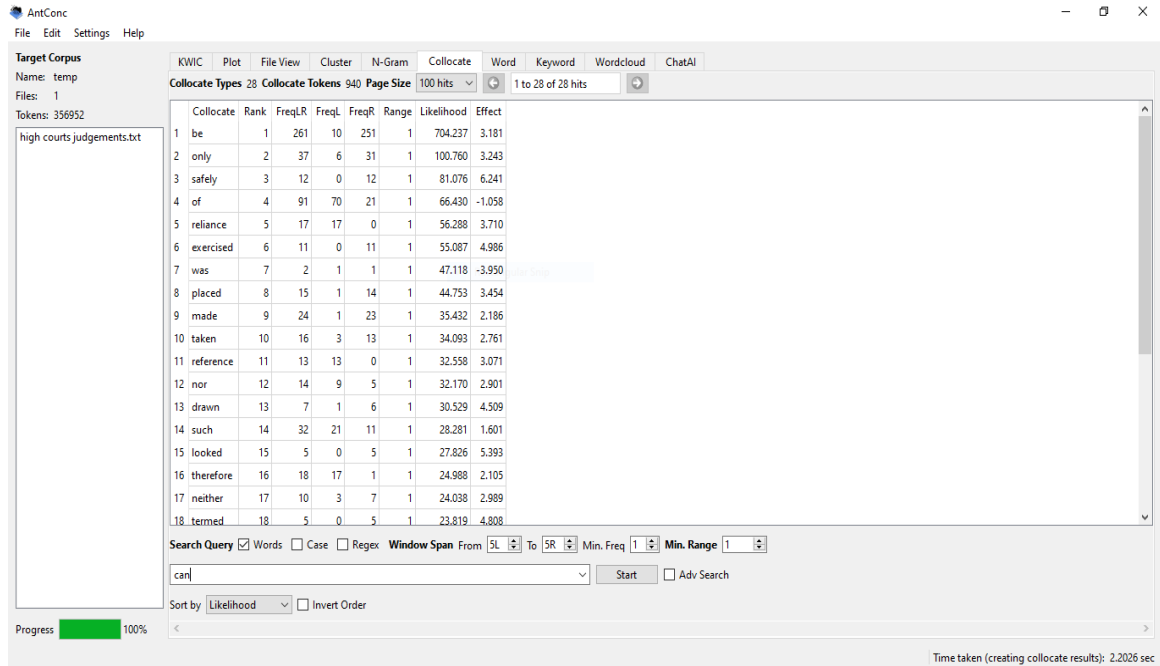 AntConc
File Edit Settings Help
Target Corpus
Name: temp
Files: 1
Tokens: 356952
high courts judgements.txt
KWIC Plot File View Cluster N-Gram Collocate Word Keyword Wordcloud ChatAI
Collocate Types 28 Collocate Tokens 940 Page Size 100 hits 1 to 28 of 28 hits
Collocate Rank FreqLR FreqL FreqR Range Likelihood Effect
1 be 1 261 10 251 1 704.237 3.181
2 only 2 37 6 31 1 100.760 3.243
3 safely 3 12 0 12 1 81.076 6.241
4 of 4 91 70 21 1 66.430 -1.058
5 reliance 5 17 17 0 1 56.288 3.710
6 exercised 6 11 0 11 1 55.087 4.986
7 was 7 2 1 1 1 47.118 -3.950
8 placed 8 15 1 14 1 44.753 3.454
9 made 9 24 1 23 1 35.432 2.186
10 taken 10 16 3 13 1 34.093 2.761
11 reference 11 13 13 0 1 32.558 3.071
12 nor 12 14 9 5 1 32.170 2.901
13 drawn 13 7 1 6 1 30.529 4.509
14 such 14 32 21 11 1 28.281 1.601
15 looked 15 5 0 5 1 27.826 5.393
16 therefore 16 18 17 1 1 24.988 2.105
17 neither 17 10 3 7 1 24.038 2.989
18 termed 18 5 0 5 1 23.819 4.808
Search Query Words Case Regex Window Span From 5L To 5R Min. Freq 1 Min. Range 1
can
Start Adv Search
Sort by Likelihood Invert Order
Progress 100%
Time taken (creating collocate results): 2.2026 sec